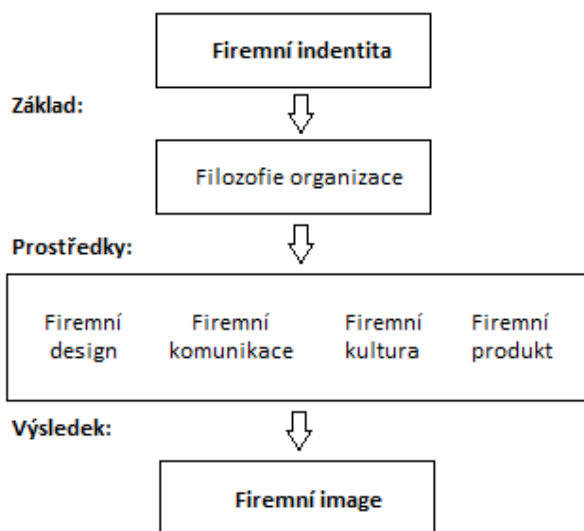 Firemní indentita
Základ:
Filozofie organizace
Prostředky:
Firemní Firemní Firemní Firemní
design komunikace kultura produkt
Výsledek:
Firemní image